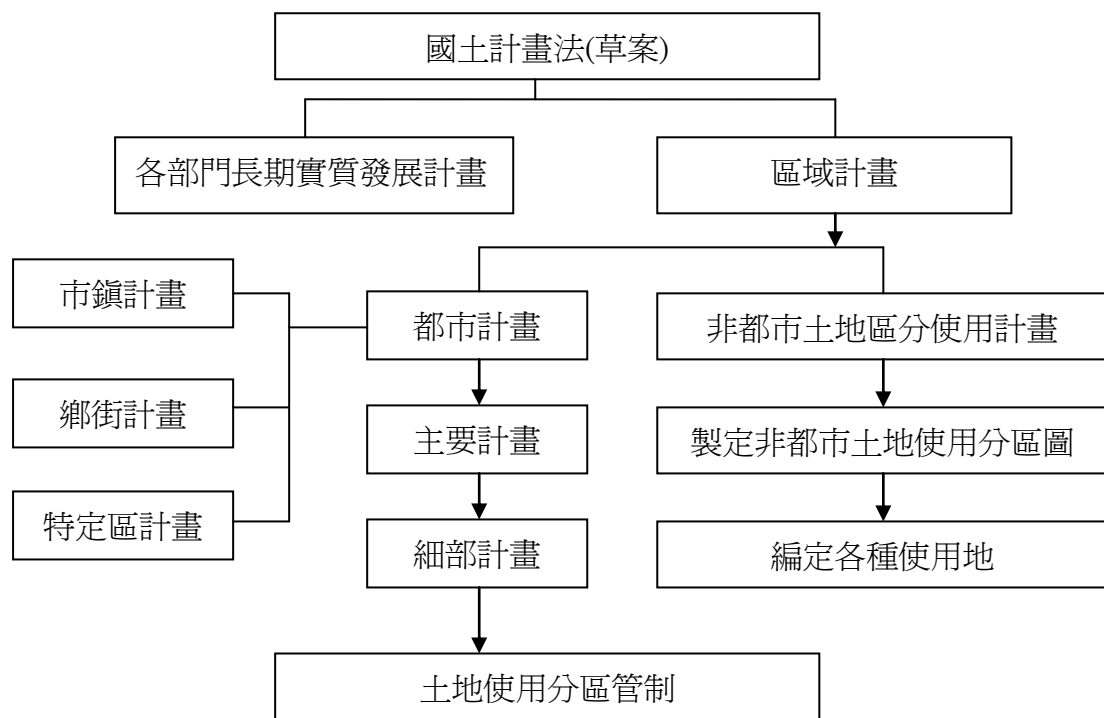 國土計畫法(草案)
各部門長期實質發展計畫
區域計畫
市鎮計畫
都市計畫
非都市土地區分使用計畫
鄉街計畫
主要計畫
製定非都市土地使用分區圖
特定區計畫
細部計畫
編定各種使用地
土地使用分區管制